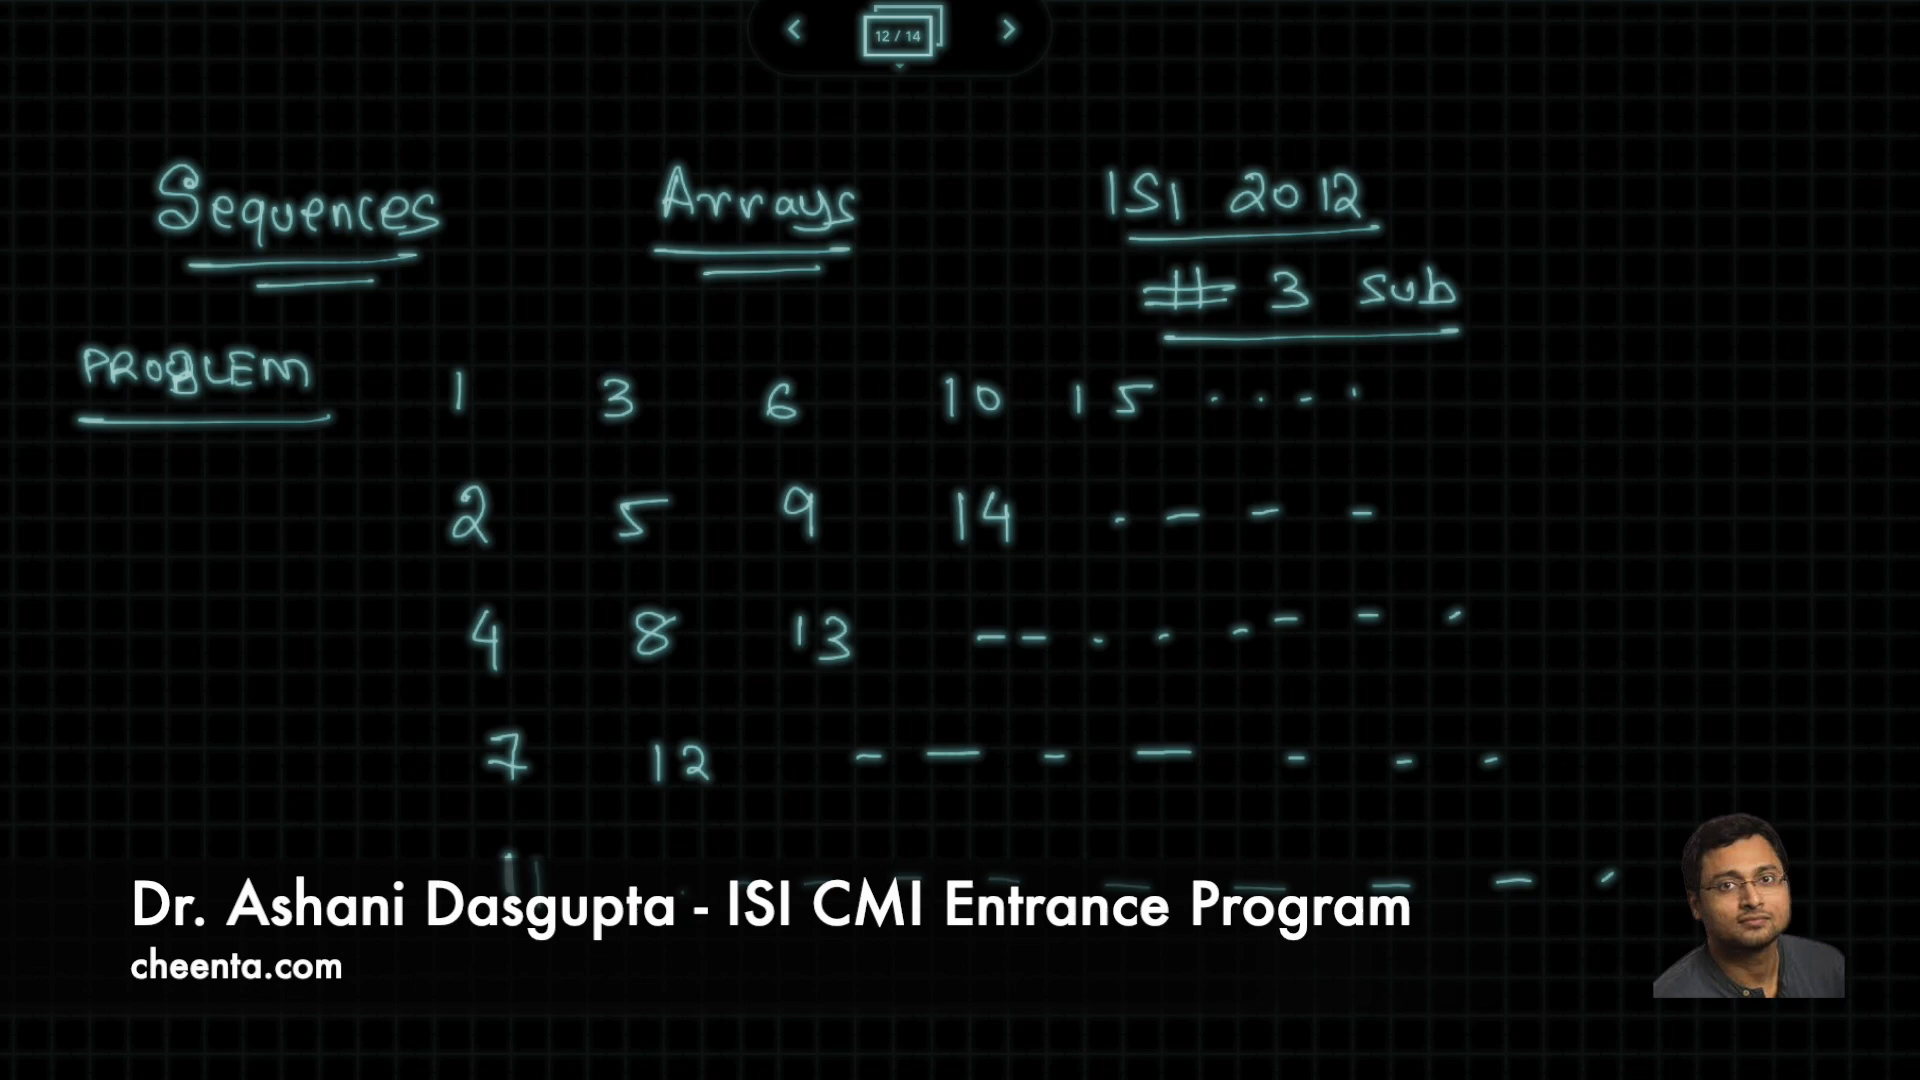 12 / 14
Sequences Arrays ISI 2012
# 3 sub
PROBLEM 1 3 6 10 15 . . . .
2 5 9 14 . - - -
4 8 13 - - . . - - - .
7 12 - - - - - - -
11 . - - - - - - - .
Dr. Ashani Dasgupta - ISI CMI Entrance Program
cheenta.com